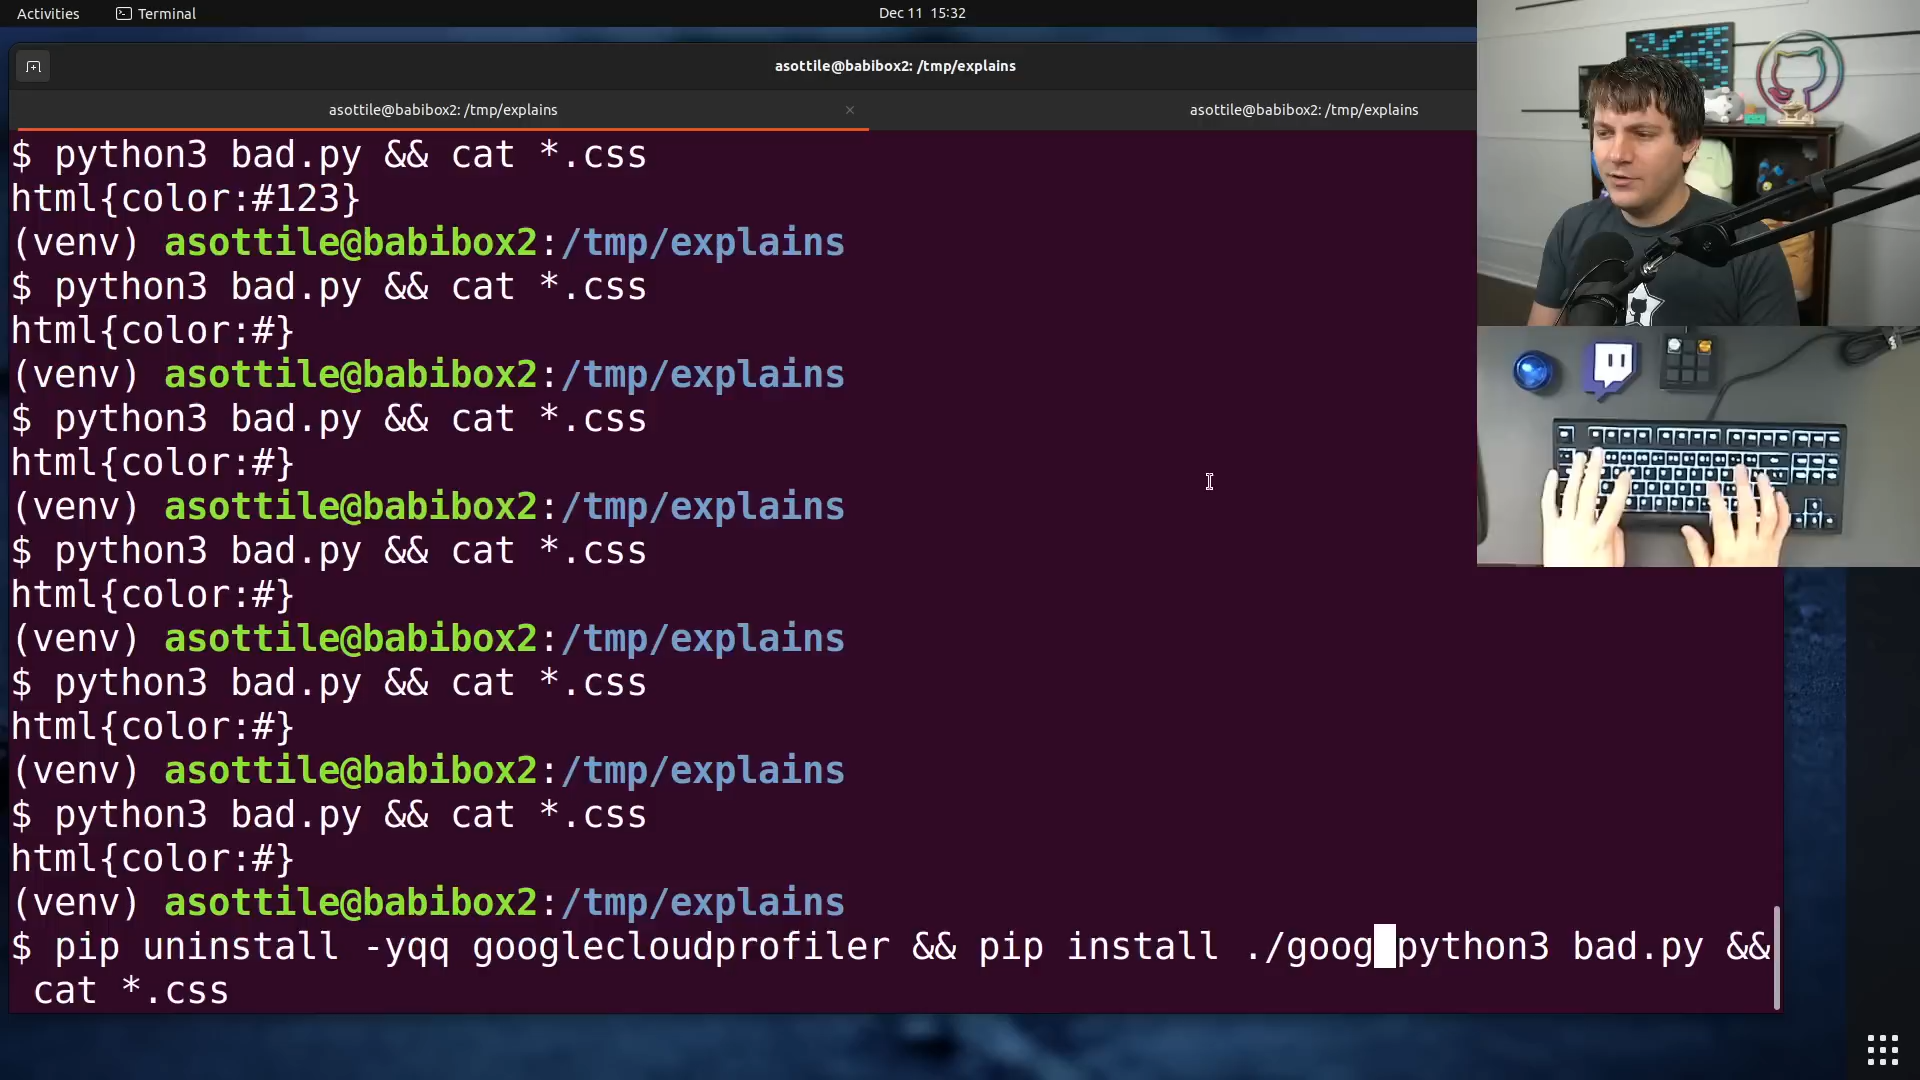 Activities
Terminal
Dec 11 15:32
asottile@babibox2: /tmp/explains
asottile@babibox2: /tmp/explains ×
asottile@babibox2: /tmp/explains
$ python3 bad.py && cat *.css
html{color:#123}
(venv) asottile@babibox2:/tmp/explains
$ python3 bad.py && cat *.css
html{color:#}
(venv) asottile@babibox2:/tmp/explains
$ python3 bad.py && cat *.css
html{color:#}
(venv) asottile@babibox2:/tmp/explains
$ python3 bad.py && cat *.css
html{color:#}
(venv) asottile@babibox2:/tmp/explains
$ python3 bad.py && cat *.css
html{color:#}
(venv) asottile@babibox2:/tmp/explains
$ python3 bad.py && cat *.css
html{color:#}
(venv) asottile@babibox2:/tmp/explains
$ pip uninstall -yqq googlecloudprofiler && pip install ./goog python3 bad.py &&
cat *.css